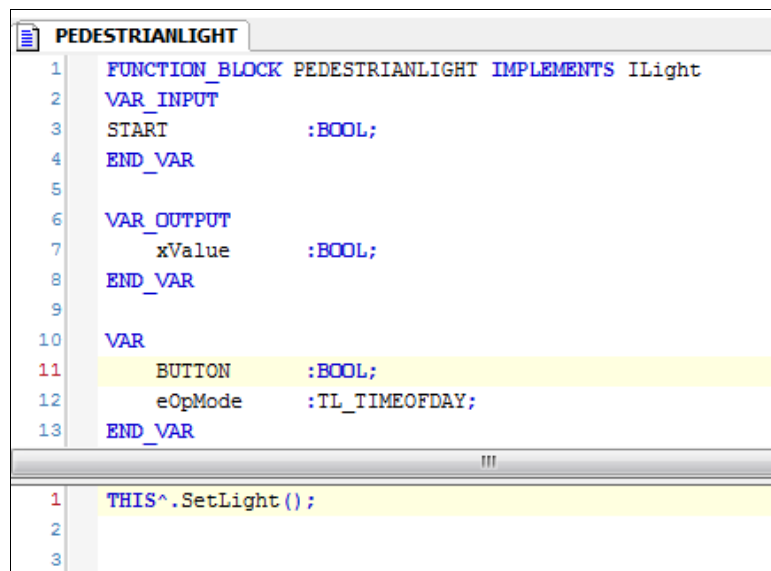 PEDESTRIANLIGHT
1 FUNCTION_BLOCK PEDESTRIANLIGHT IMPLEMENTS ILight
2 VAR_INPUT
3 START :BOOL;
4 END_VAR
5
6 VAR_OUTPUT
7 xValue :BOOL;
8 END_VAR
9
10 VAR
11 BUTTON :BOOL;
12 eOpMode :TL_TIMEOFDAY;
13 END_VAR
1 THIS^.SetLight();
2
3